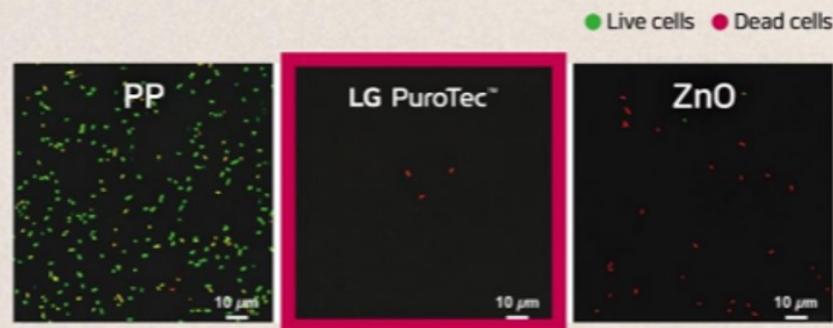 Live cells Dead cells
PP
LG PuroTec™
ZnO
10 µm
10 µm
10 µm